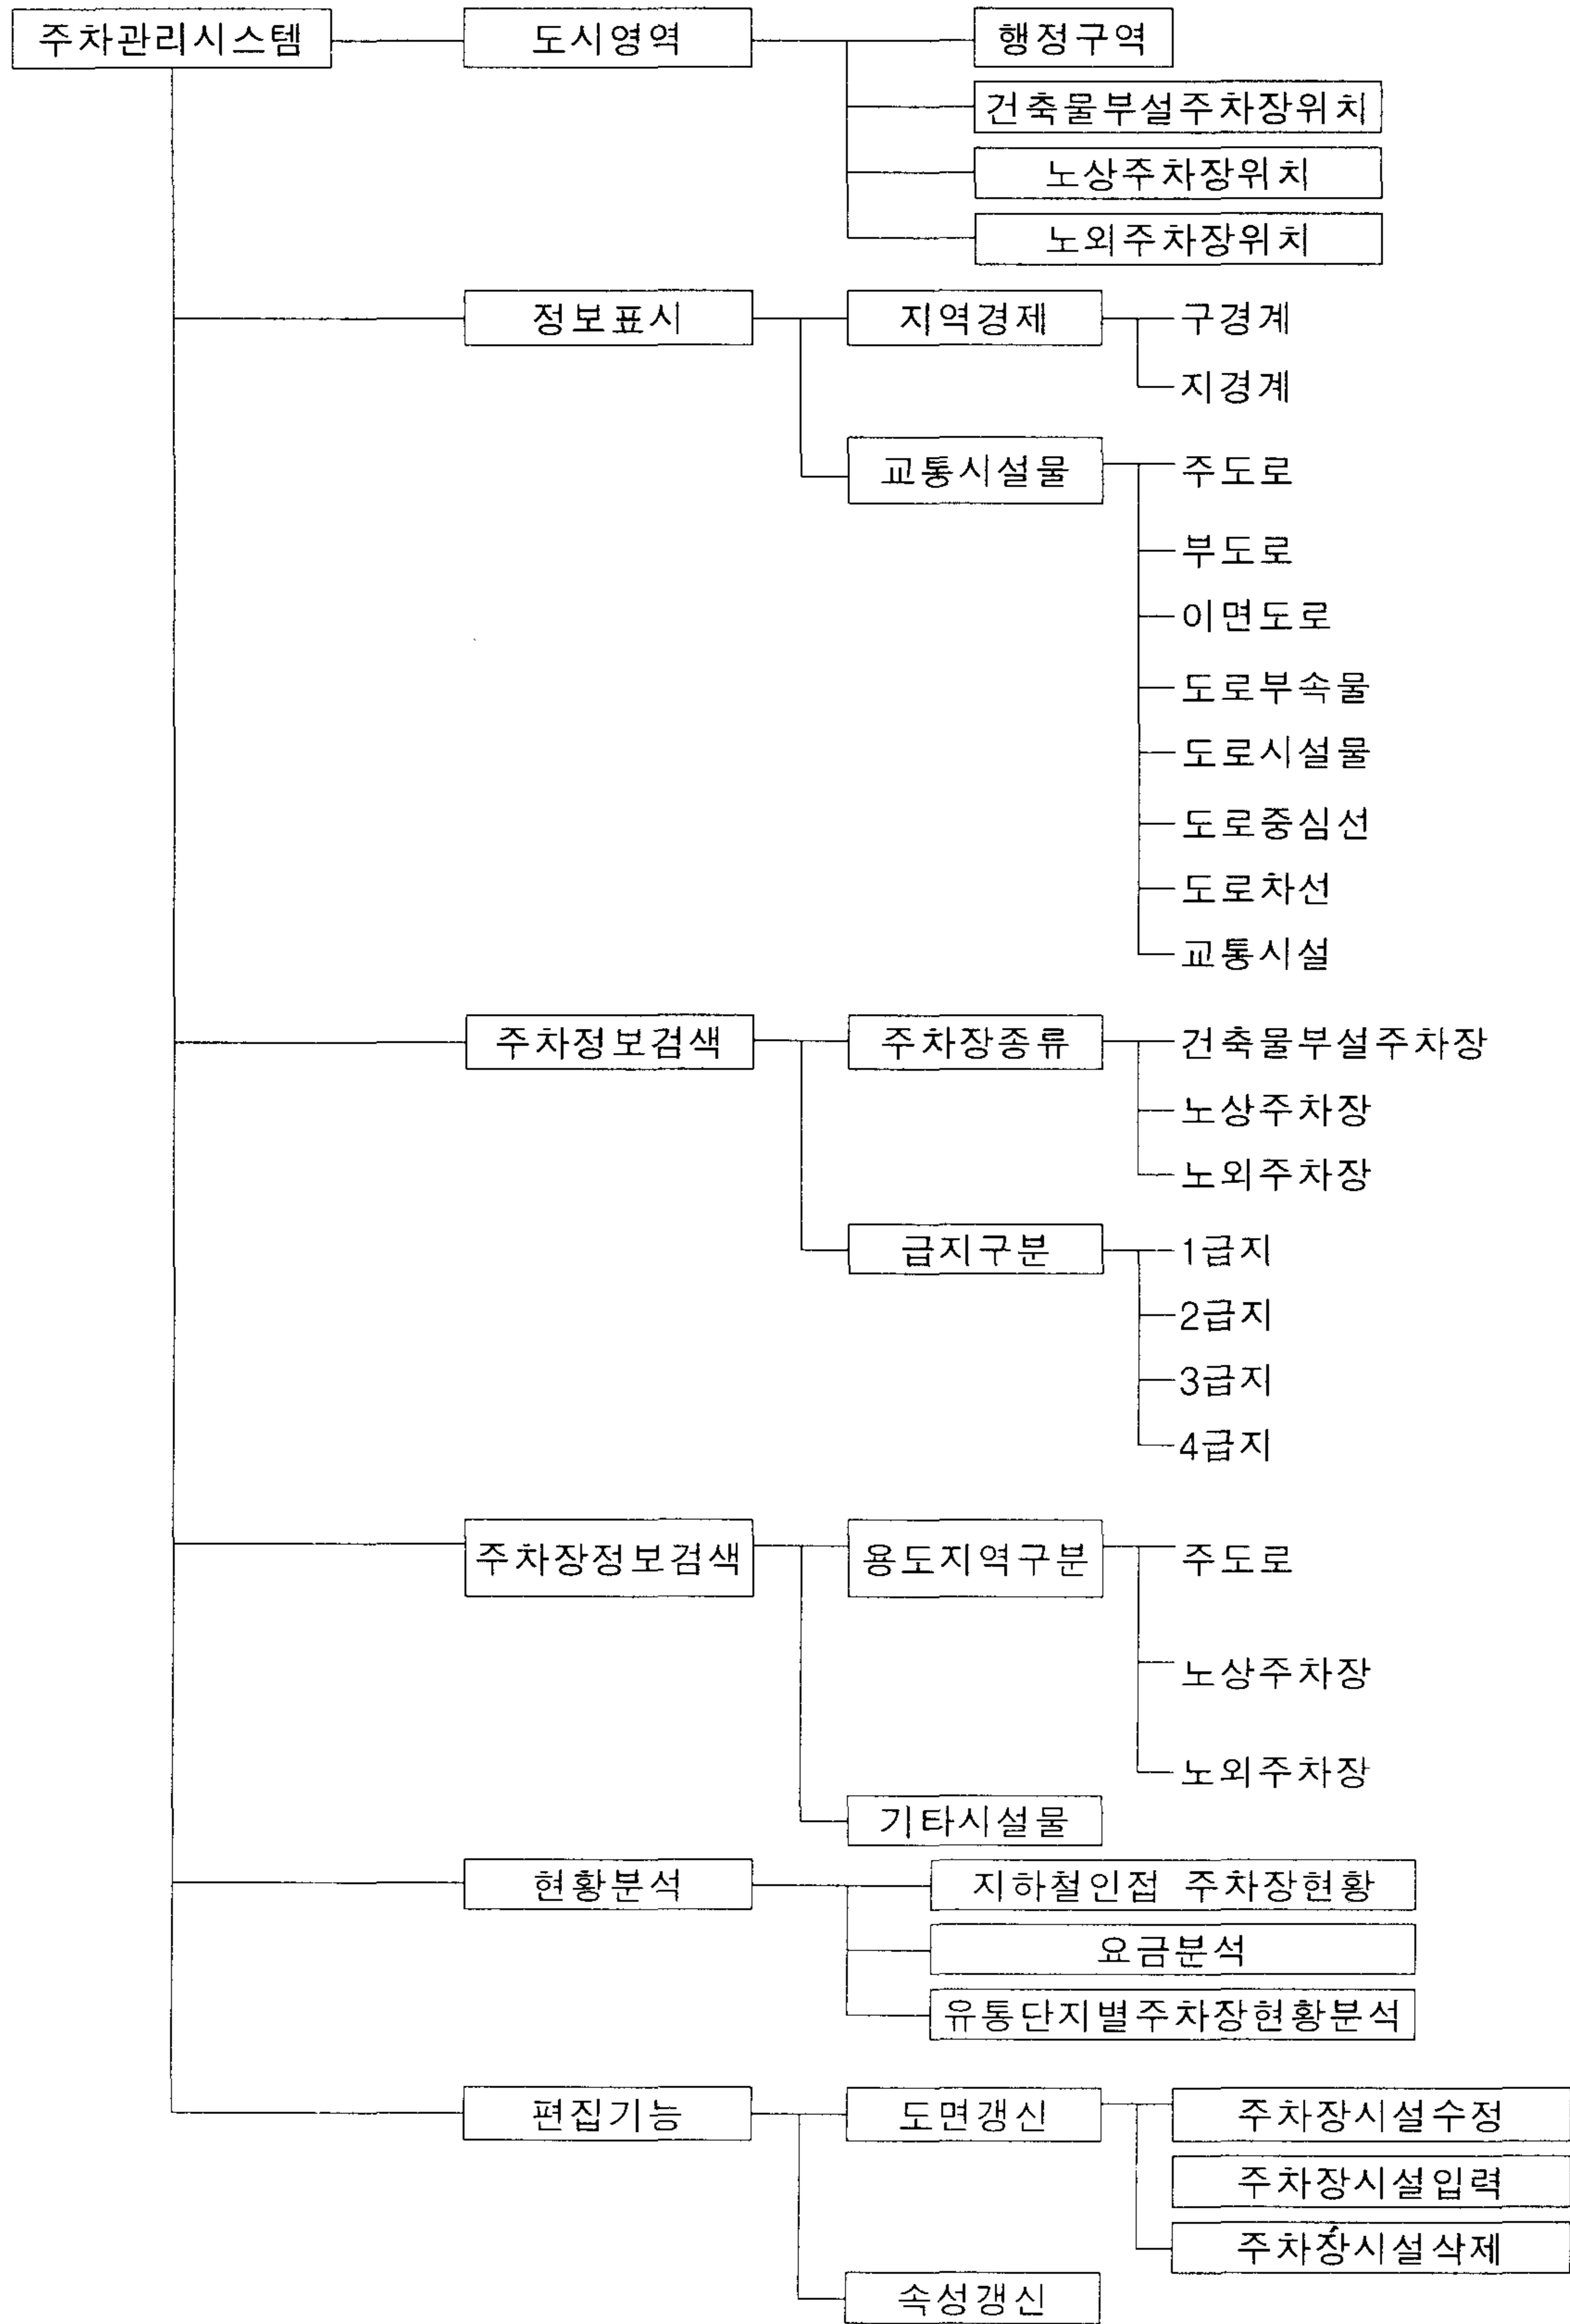 주차관리시스템 도시영역 행정구역
건축물부설주차장위치
노상주차장위치
노외주차장위치
정보표시 지역경제 구경계
지경계
교통시설물 주도로
부도로
이면도로
도로부속물
도로시설물
도로중심선
도로차선
교통시설
주차정보검색 주차장종류 건축물부설주차장
노상주차장
노외주차장
급지구분 1급지
2급지
3급지
4급지
주차장정보검색 용도지역구분 주도로
노상주차장
노외주차장
기타시설물
현황분석 지하철인접 주차장현황
요금분석
유통단지별주차장현황분석
편집기능 도면갱신 주차장시설수정
주차장시설입력
주차장시설삭제
속성갱신